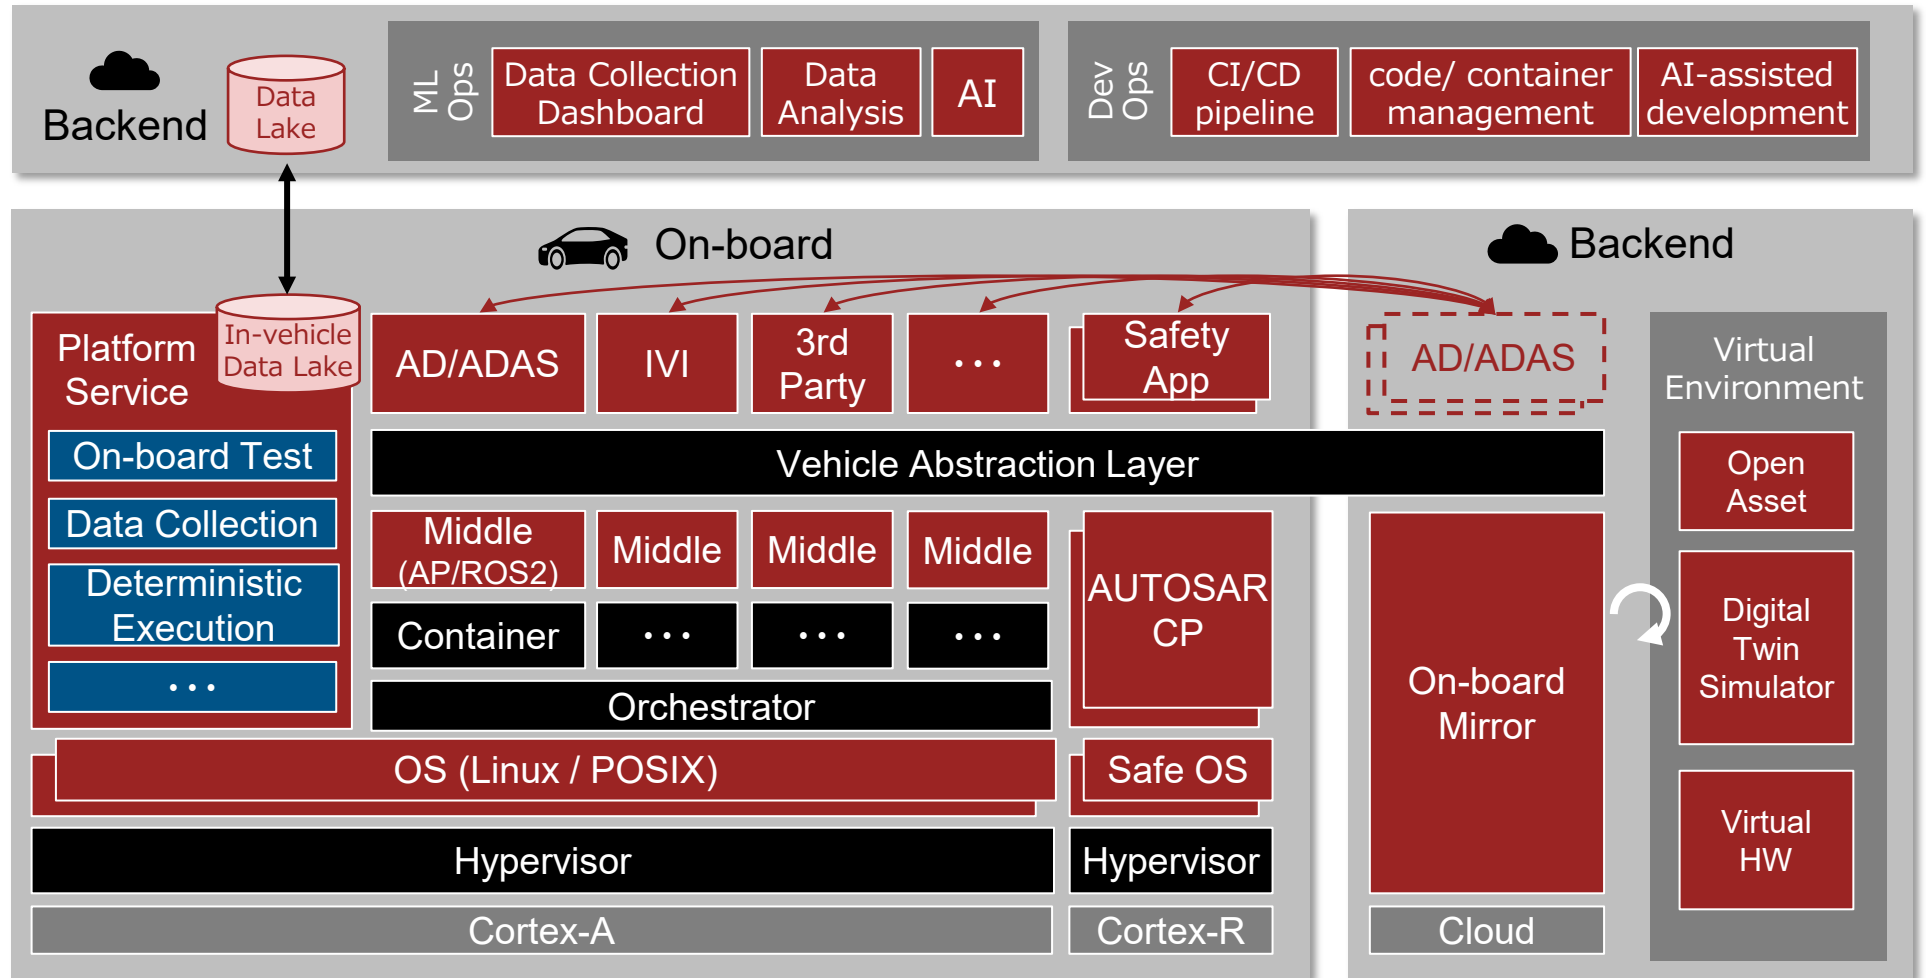 Backend
Data
Lake
ML
Ops
Data Collection
Dashboard
Data
Analysis
AI
Dev
Ops
CI/CD
pipeline
code/ container
management
AI-assisted
development
On-board
Platform
Service
In-vehicle
Data Lake
On-board Test
Data Collection
Deterministic
Execution
...
AD/ADAS
IVI
3rd
Party
...
Safety
App
Vehicle Abstraction Layer
Middle
(AP/ROS2)
Middle
Middle
Middle
AUTOSAR
CP
Container
...
...
...
Orchestrator
OS (Linux / POSIX)
Safe OS
Hypervisor
Hypervisor
Cortex-A
Cortex-R
Backend
AD/ADAS
On-board
Mirror
Cloud
Virtual
Environment
Open
Asset
Digital
Twin
Simulator
Virtual
HW